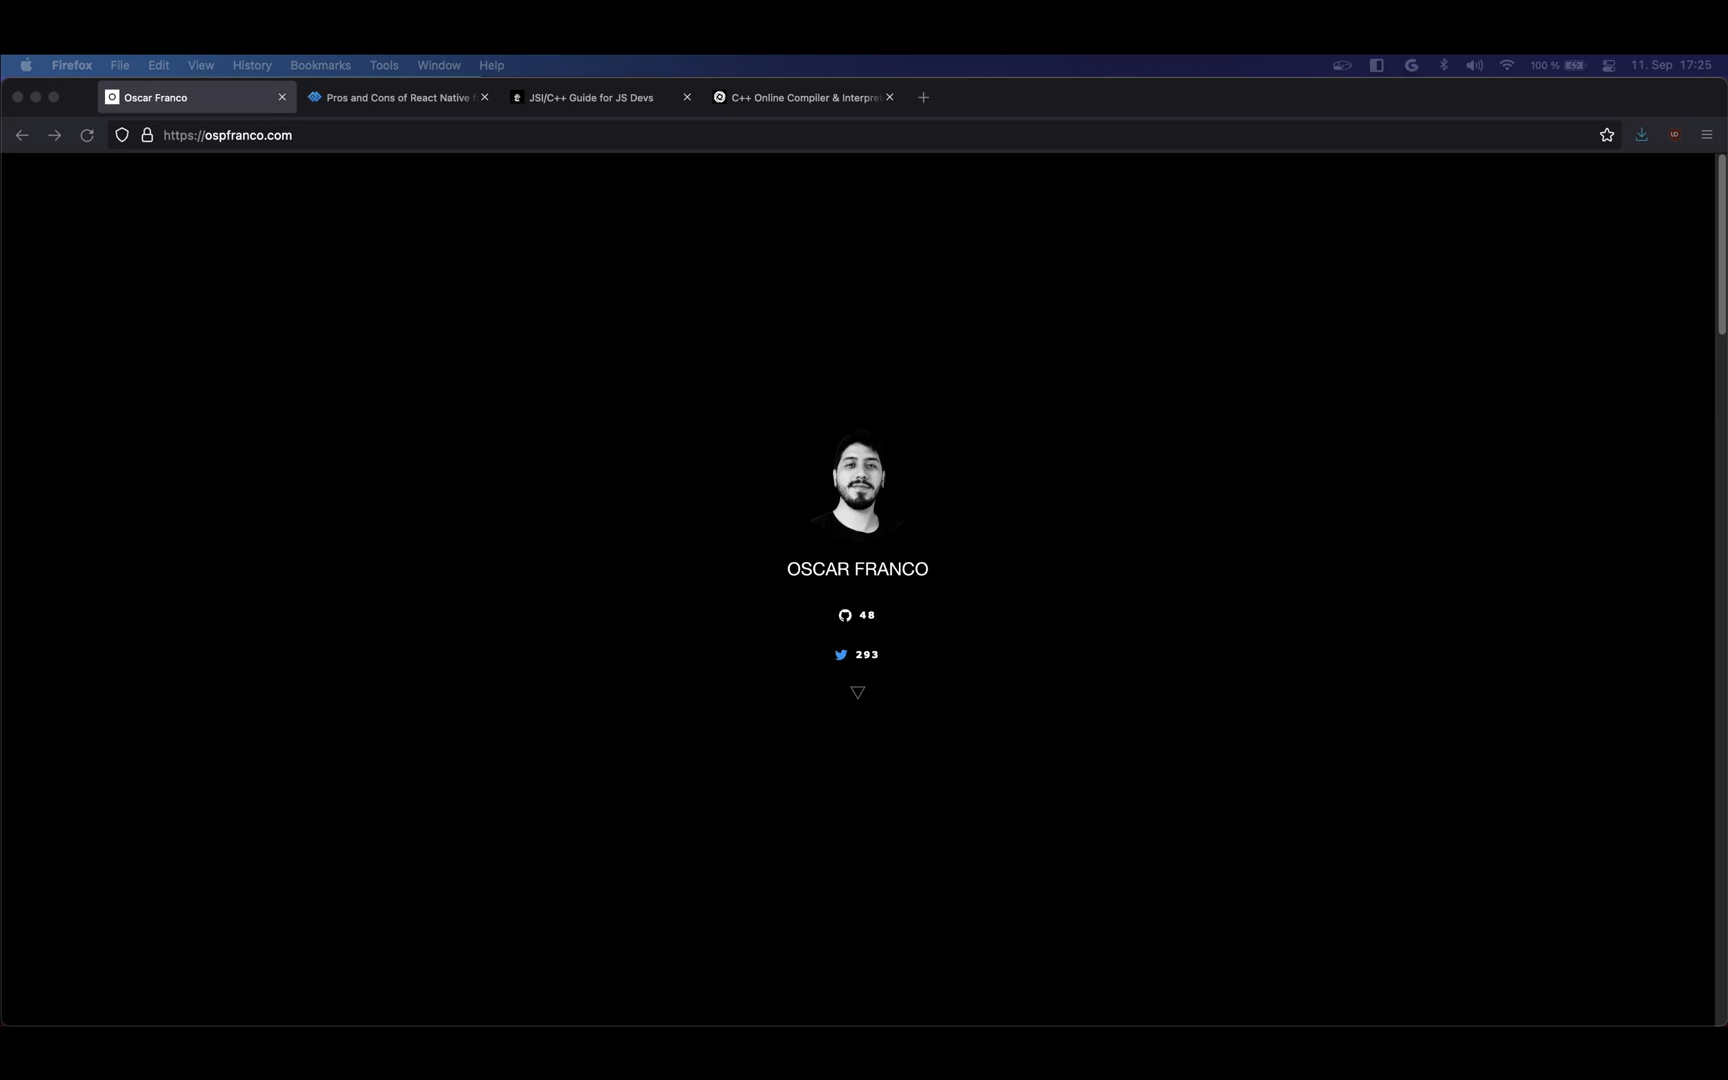 Firefox File Edit View History Bookmarks Tools Window Help 100 % 11. Sep 17:25
Oscar Franco Pros and Cons of React Native JSI/C++ Guide for JS Devs C++ Online Compiler & Interpre
https://ospfranco.com
OSCAR FRANCO
48
293